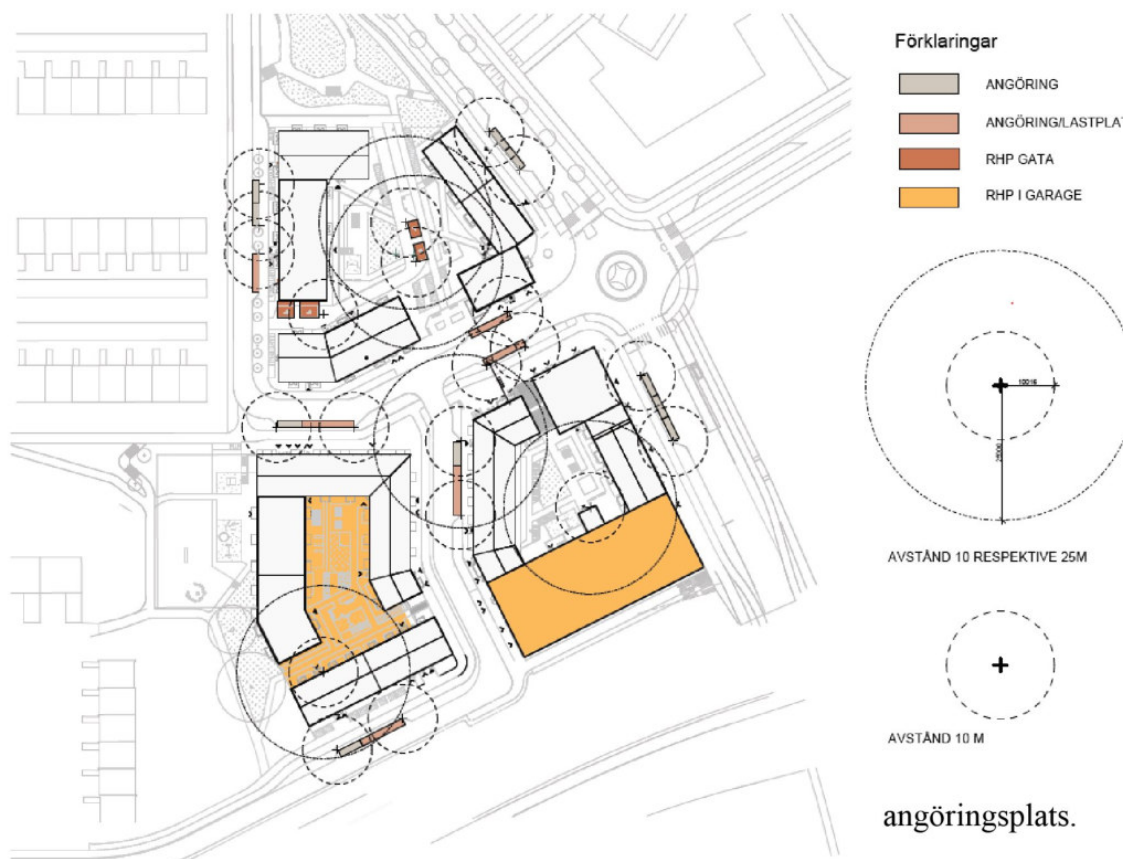 Förklaringar
ANGÖRING
ANGÖRING/LASTPLAT
RHP GATA
RHP I GARAGE
AVSTÅND 10 RESPEKTIVE 25M
AVSTÅND 10 M
angöringsplats.